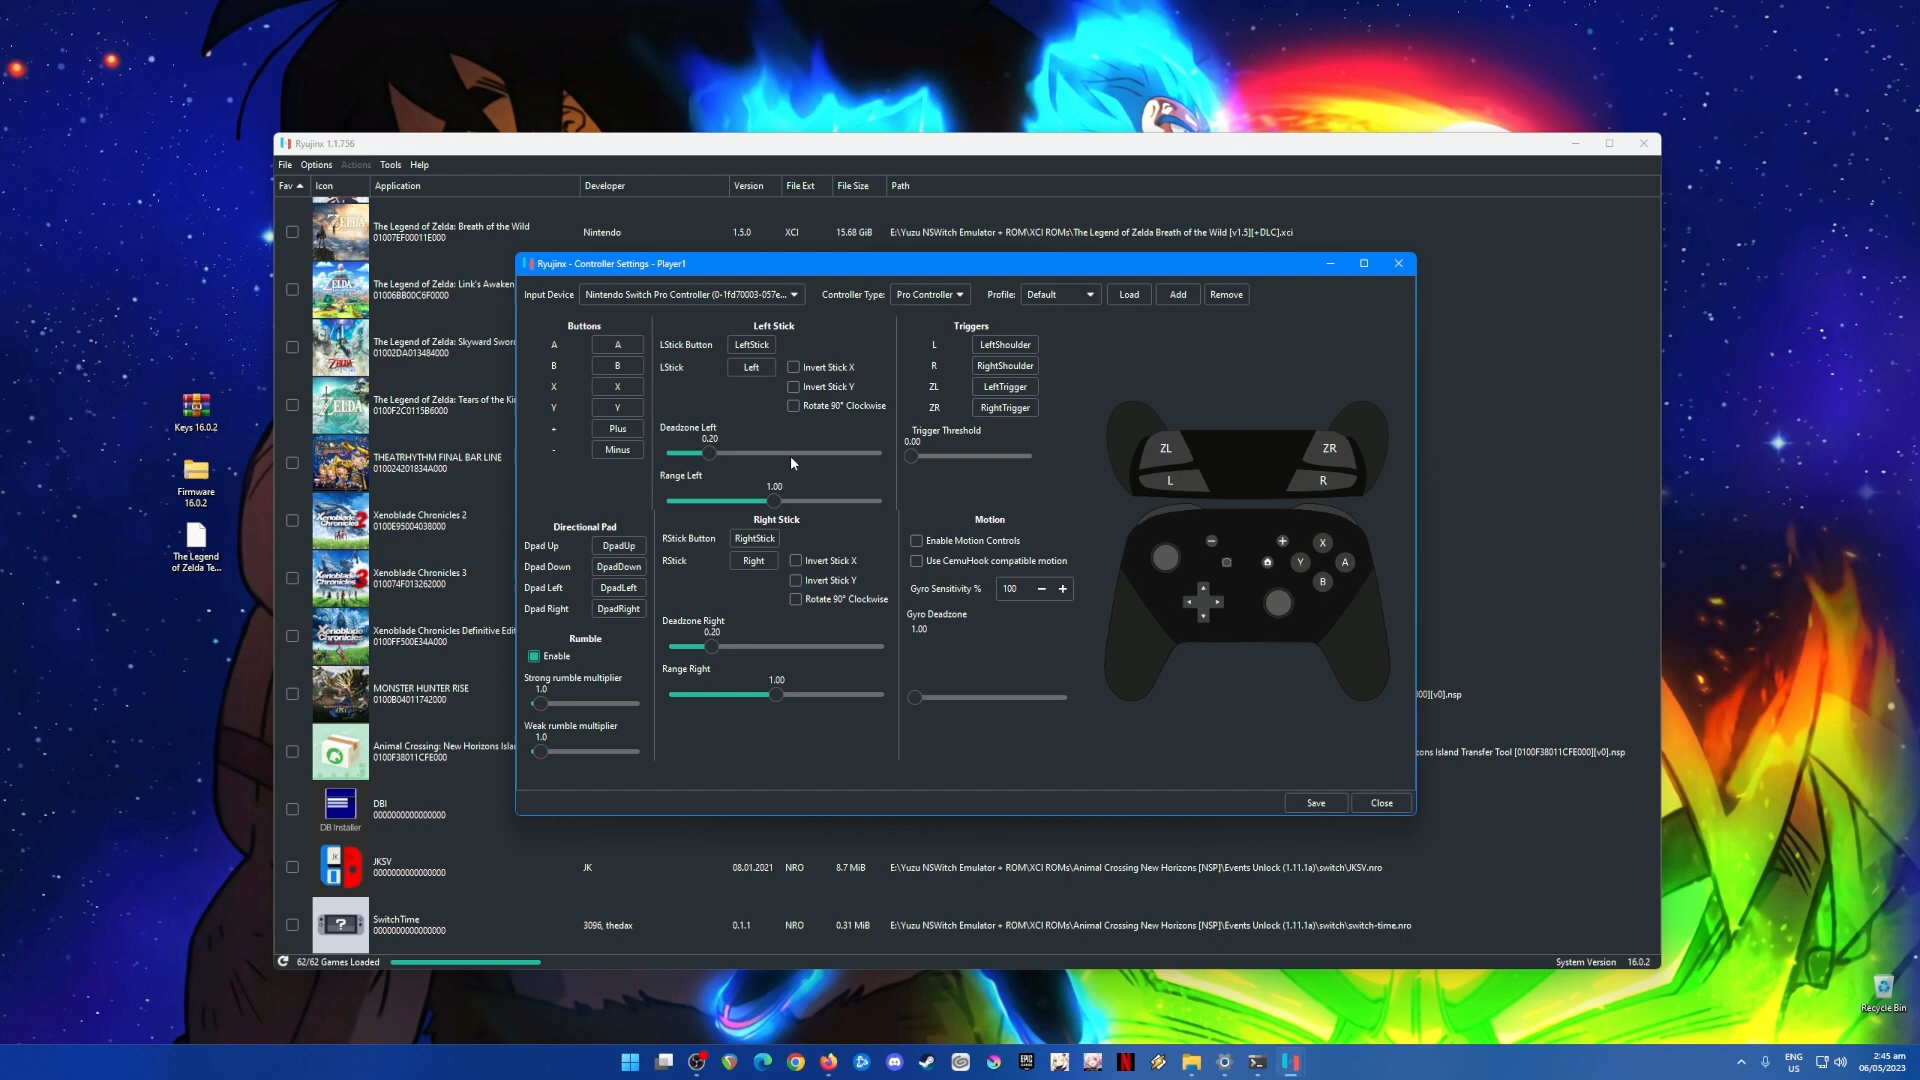 Ryujinx 1.1.756
File Options Actions Tools Help
Fav Icon Application Developer Version File Ext File Size Path
The Legend of Zelda: Breath of the Wild
01007EF00011E000
Nintendo 1.5.0 XCI 15.68 GiB E:\Yuzu NSWitch Emulator + ROM\XCI ROMs\The Legend of Zelda Breath of the Wild [v1.5][+DLC].xci
The Legend of Zelda: Link's Awaken
01006BB00C6F0000
The Legend of Zelda: Skyward Swor
01002DA013484000
The Legend of Zelda: Tears of the Ki
0100F2C0115B6000
THEATRHYTHM FINAL BAR LINE
010024201834A000
Xenoblade Chronicles 2
0100E95004038000
Xenoblade Chronicles 3
010074F013262000
Xenoblade Chronicles Definitive Edit
0100FF500E34A000
MONSTER HUNTER RISE
0100B04011742000
00][v0].nsp
Animal Crossing: New Horizons Isla
0100F38011CFE000
zons Island Transfer Tool [0100F38011CFE000][v0].nsp
DBI
0000000000000000
DB Installer
JKSV
0000000000000000
JK 08.01.2021 NRO 8.7 MiB E:\Yuzu NSWitch Emulator + ROM\XCI ROMs\Animal Crossing New Horizons [NSP]\Events Unlock (1.11.1a)\switch\JKSV.nro
SwitchTime
0000000000000000
3096, thedax 0.1.1 NRO 0.31 MiB E:\Yuzu NSWitch Emulator + ROM\XCI ROMs\Animal Crossing New Horizons [NSP]\Events Unlock (1.11.1a)\switch\switch-time.nro
62/62 Games Loaded
System Version 16.0.2
Ryujinx - Controller Settings - Player1
Input Device Nintendo Switch Pro Controller (0-1fd70003-057e... Controller Type: Pro Controller Profile: Default Load Add Remove
Buttons
A A
B B
X X
Y Y
+ Plus
- Minus
Left Stick
LStick Button LeftStick
LStick Left Invert Stick X
Invert Stick Y
Rotate 90° Clockwise
Deadzone Left
0.20
Range Left
1.00
Triggers
L LeftShoulder
R RightShoulder
ZL LeftTrigger
ZR RightTrigger
Trigger Threshold
0.00
Directional Pad
Dpad Up DpadUp
Dpad Down DpadDown
Dpad Left DpadLeft
Dpad Right DpadRight
Rumble
Enable
Strong rumble multiplier
1.0
Weak rumble multiplier
1.0
Right Stick
RStick Button RightStick
RStick Right Invert Stick X
Invert Stick Y
Rotate 90° Clockwise
Deadzone Right
0.20
Range Right
1.00
Motion
Enable Motion Controls
Use CemuHook compatible motion
Gyro Sensitivity % 100 − +
Gyro Deadzone
1.00
ZL ZR
L R
− + X
Y A
B
Save Close
Keys 16.0.2
Firmware
16.0.2
The Legend
of Zelda Te...
Recycle Bin
ENG
US
2:45 am
06/05/2023